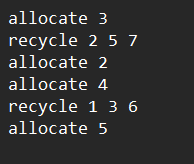 allocate 3
recycle 2 5 7
allocate 2
allocate 4
recycle 1 3 6
allocate 5